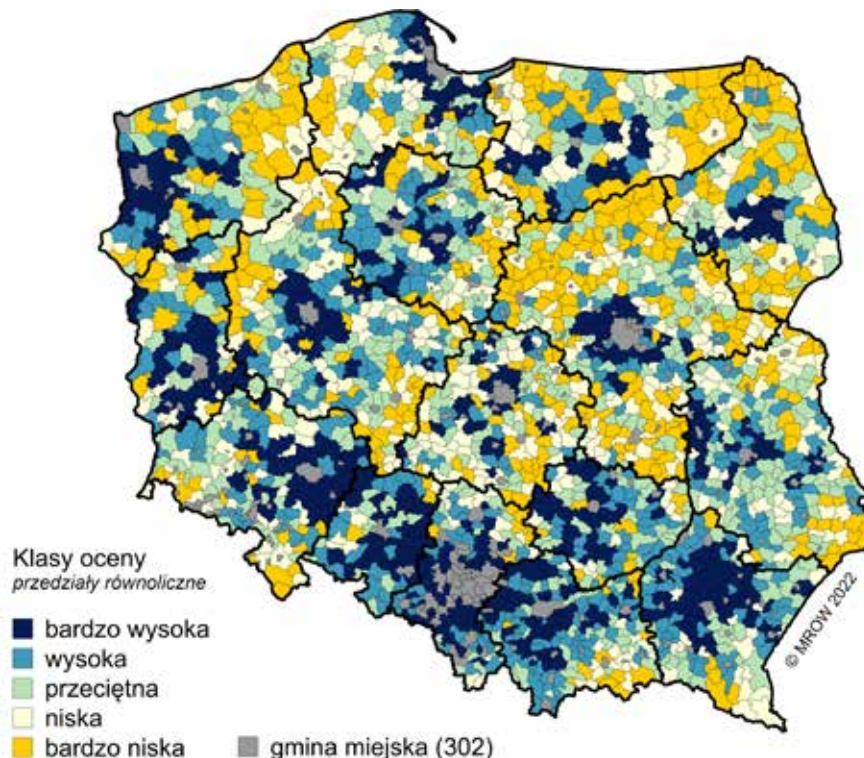 Klasy oceny
przedziały równoliczne
bardzo wysoka
wysoka
przeciętna
niska
bardzo niska
gmina miejska (302)
© MROW 2022